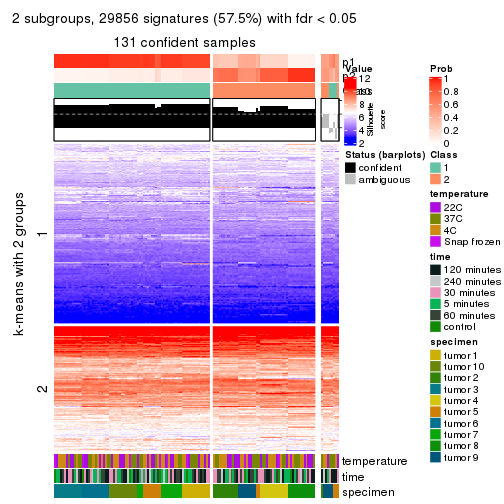 2 subgroups, 29856 signatures (57.5%) with fdr < 0.05
131 confident samples
p1
Value
12
10
8
6
4
2
Silhouette
score
Prob
1
0.8
0.6
0.4
0.2
0
Status (barplots)
confident
ambiguous
Class
1
2
temperature
22C
37C
4C
Snap frozen
time
120 minutes
240 minutes
30 minutes
5 minutes
60 minutes
control
specimen
tumor 1
tumor 10
tumor 2
tumor 3
tumor 4
tumor 5
tumor 6
tumor 7
tumor 8
tumor 9
k-means with 2 groups
1
2
temperature
time
specimen